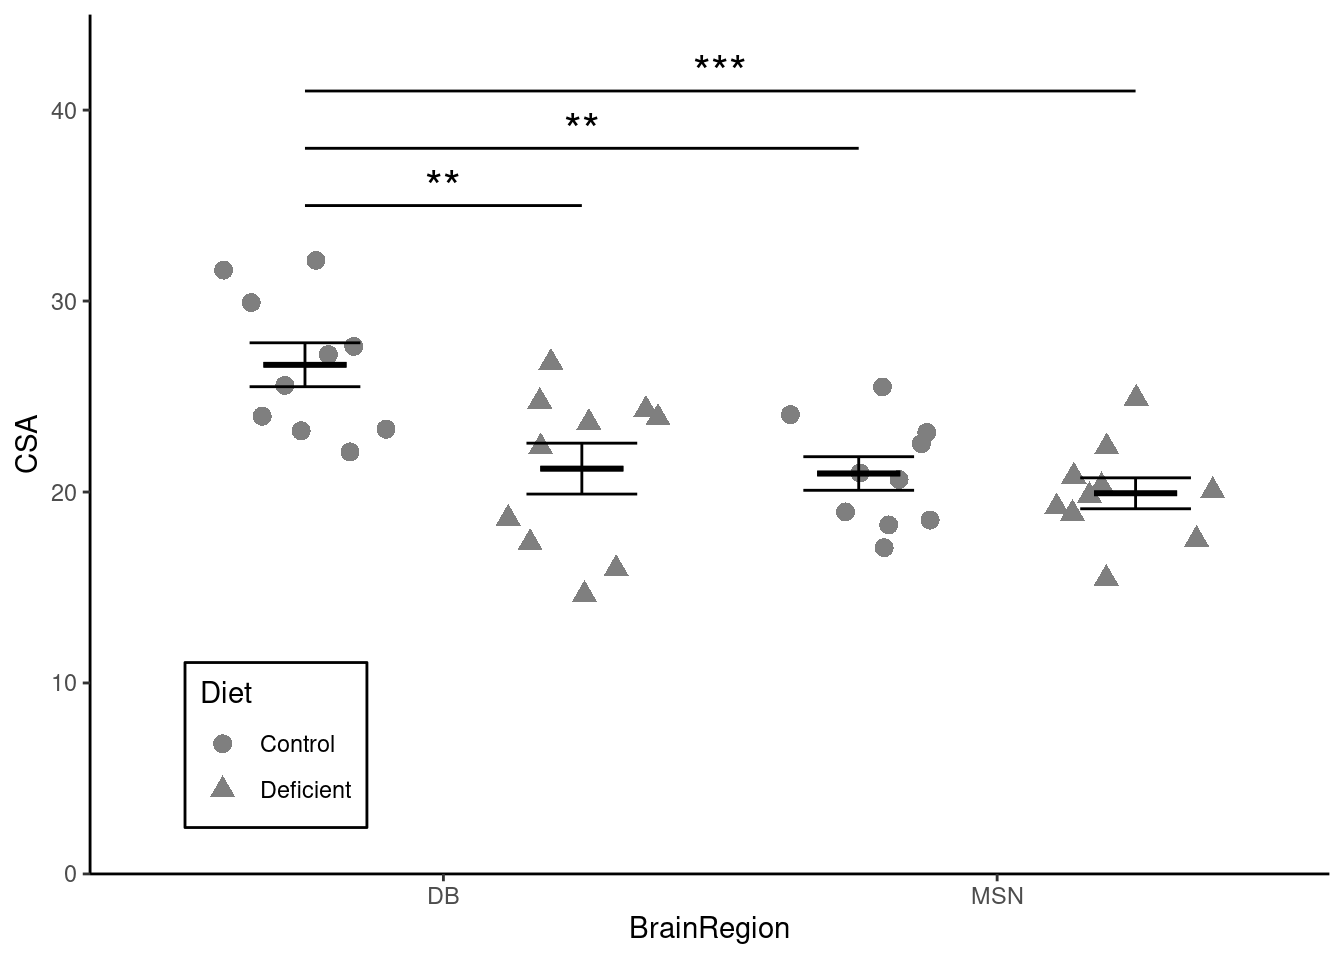 ***
40
**
**
30
CSA
20
10
Diet
Control
Deficient
0
DB MSN
BrainRegion